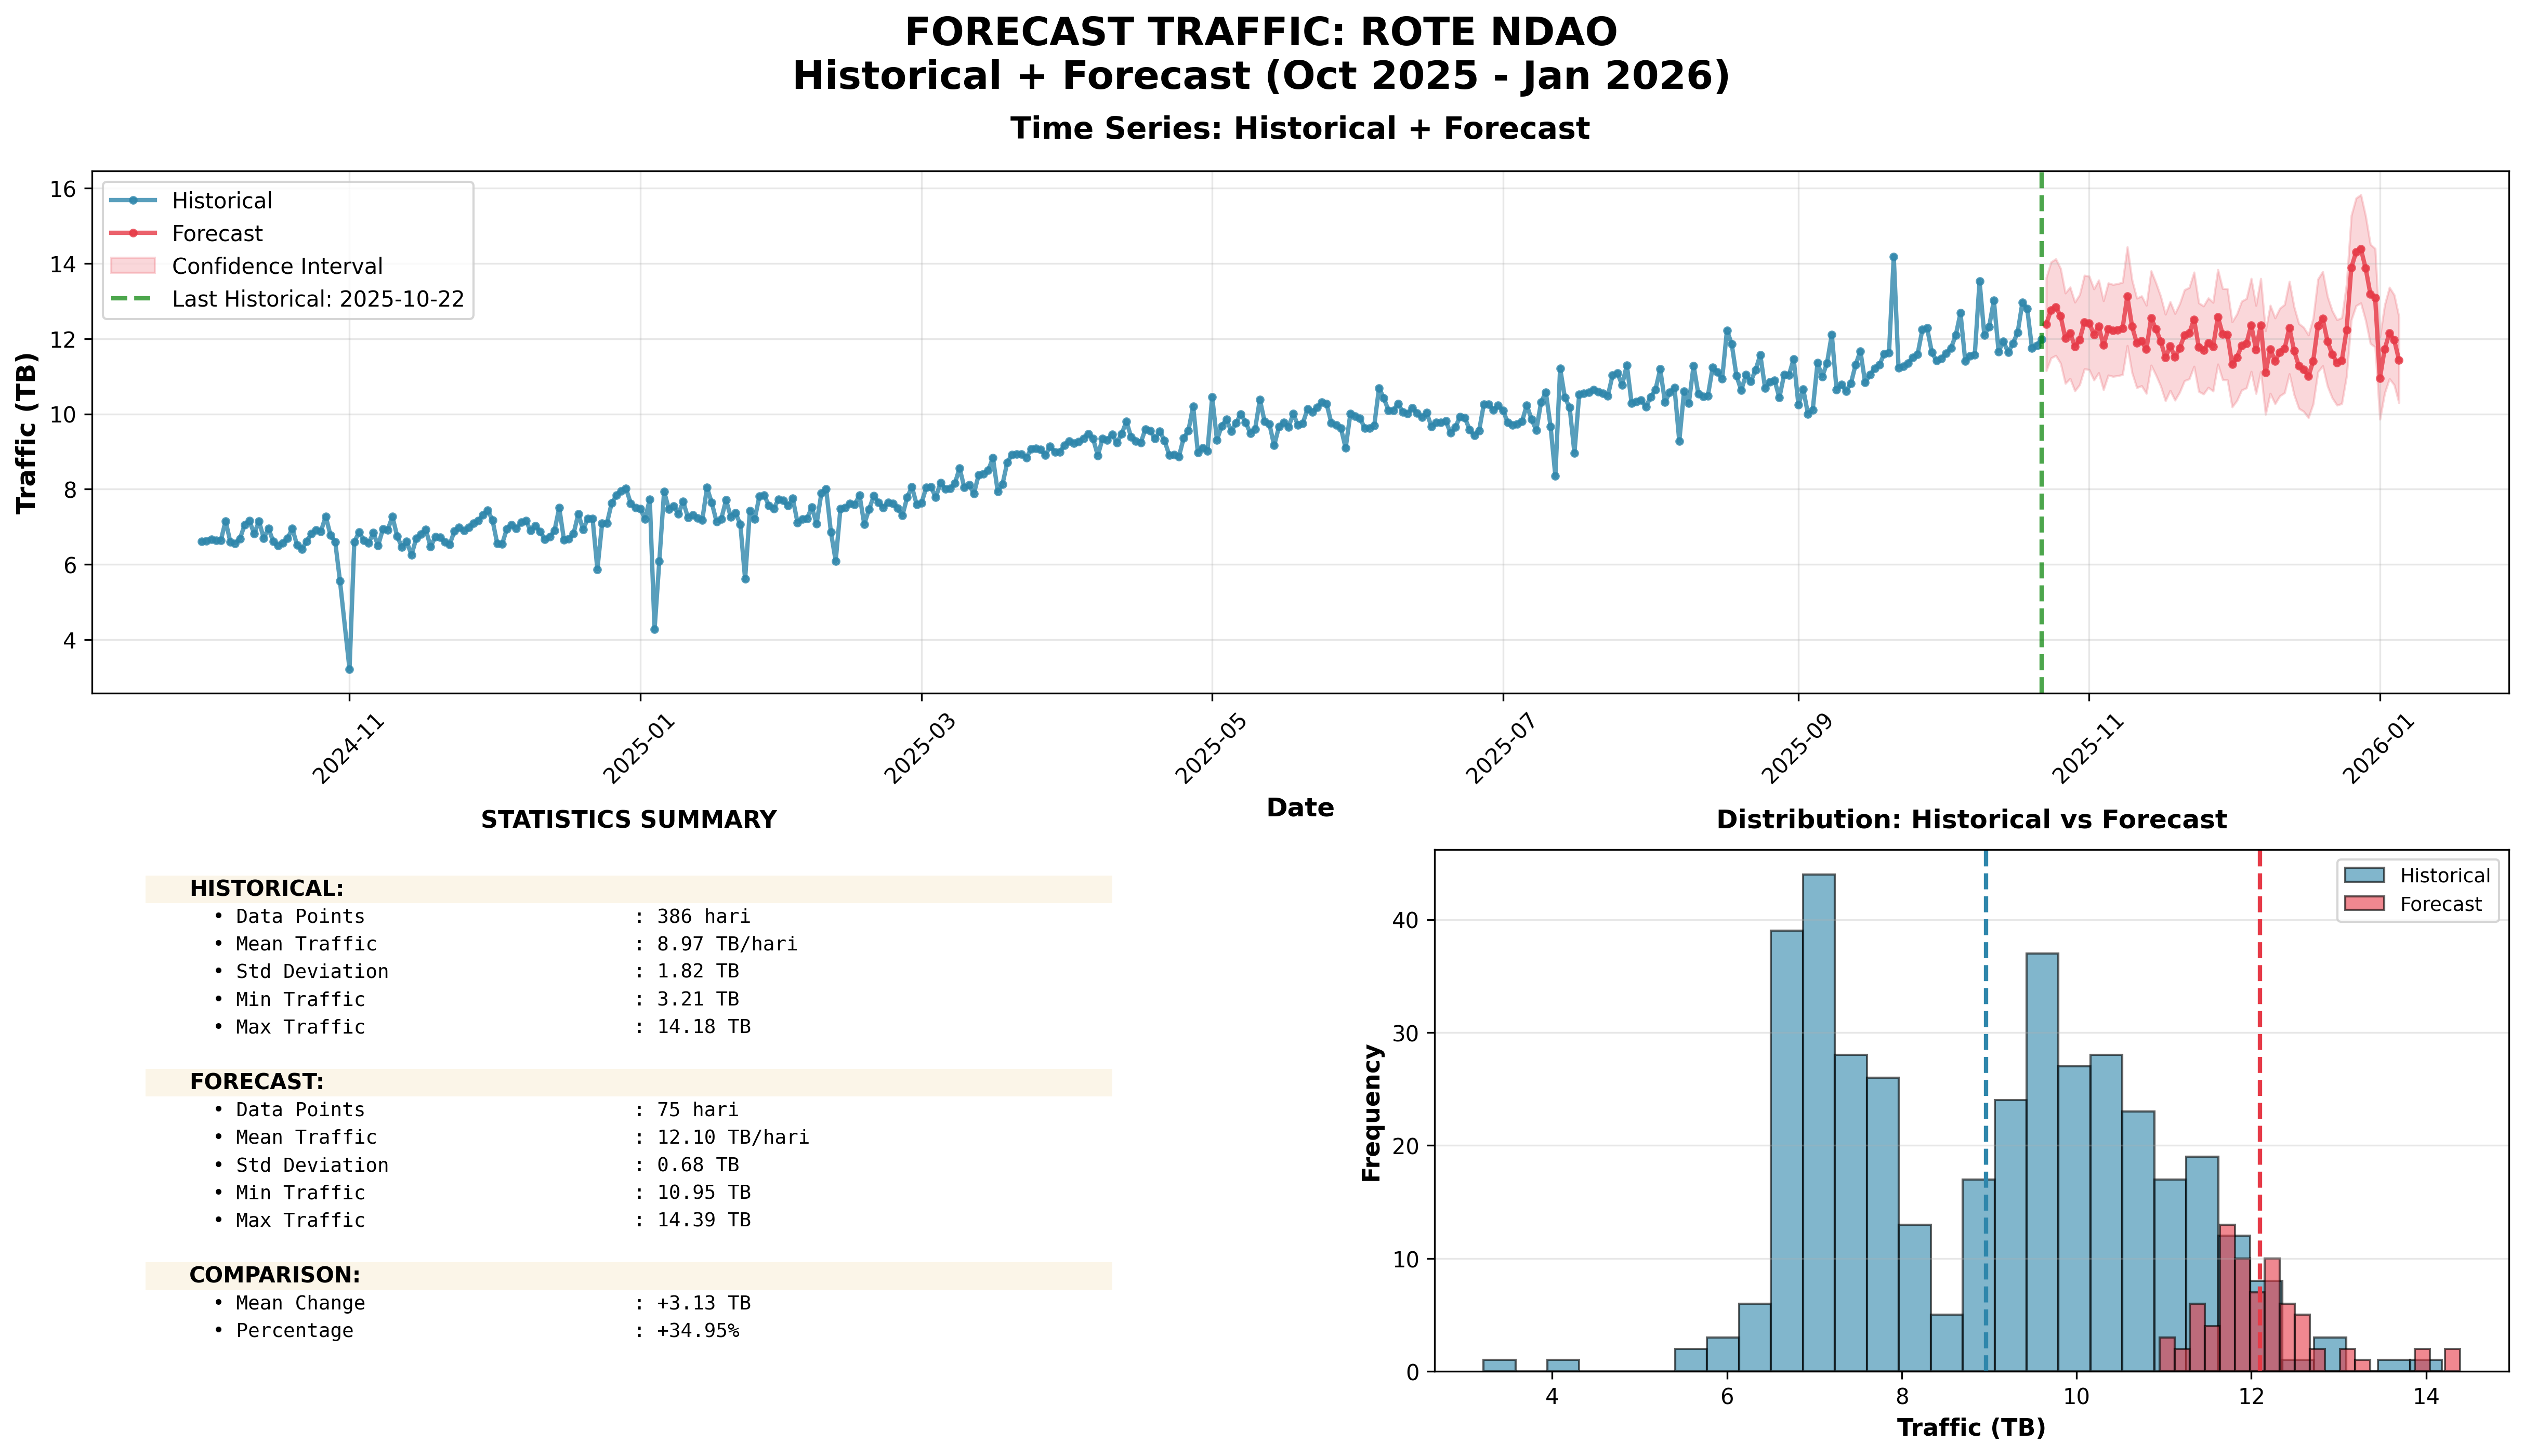 FORECAST TRAFFIC: ROTE NDAO
Historical + Forecast (Oct 2025 - Jan 2026)
Time Series: Historical + Forecast
Historical
Forecast
Confidence Interval
Last Historical: 2025-10-22
Traffic (TB)
16
14
12
10
8
6
4
2024-11
2025-01
2025-03
2025-05
2025-07
2025-09
2025-11
2026-01
Date
STATISTICS SUMMARY
HISTORICAL:
• Data Points : 386 hari
• Mean Traffic : 8.97 TB/hari
• Std Deviation : 1.82 TB
• Min Traffic : 3.21 TB
• Max Traffic : 14.18 TB
FORECAST:
• Data Points : 75 hari
• Mean Traffic : 12.10 TB/hari
• Std Deviation : 0.68 TB
• Min Traffic : 10.95 TB
• Max Traffic : 14.39 TB
COMPARISON:
• Mean Change : +3.13 TB
• Percentage : +34.95%
Distribution: Historical vs Forecast
Historical
Forecast
Frequency
40
30
20
10
0
4
6
8
10
12
14
Traffic (TB)